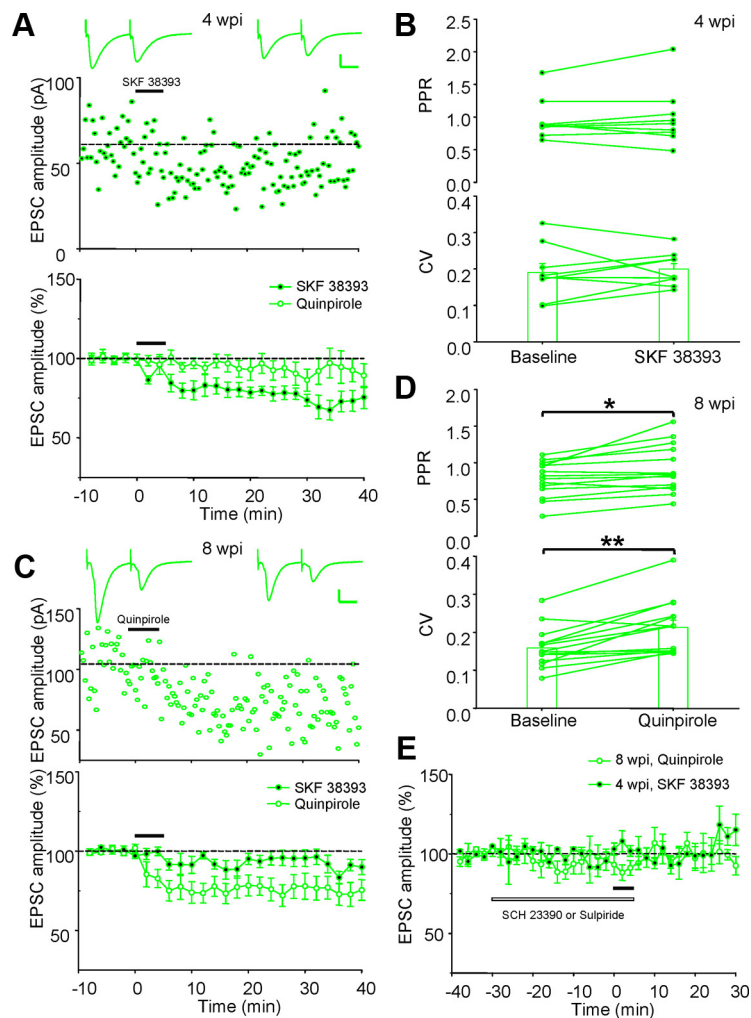 A
4 wpi
SKF 38393
EPSC amplitude (pA)
100
50
0
EPSC amplitude (%)
150
100
50
SKF 38393
Quinpirole
-10 0 10 20 30 40
Time (min)
B
4 wpi
PPR
2.5
2.0
1.5
1.0
0.5
0.0
CV
0.4
0.3
0.2
0.1
0.0
Baseline SKF 38393
C
8 wpi
Quinpirole
EPSC amplitude (pA)
150
100
50
EPSC amplitude (%)
150
100
50
SKF 38393
Quinpirole
-10 0 10 20 30 40
Time (min)
D
8 wpi
*
PPR
2.0
1.5
1.0
0.5
0.0
**
CV
0.4
0.3
0.2
0.1
0.0
Baseline Quinpirole
E
8 wpi, Quinpirole
4 wpi, SKF 38393
EPSC amplitude (%)
150
100
50
SCH 23390 or Sulpiride
-40 -30 -20 -10 0 10 20 30
Time (min)